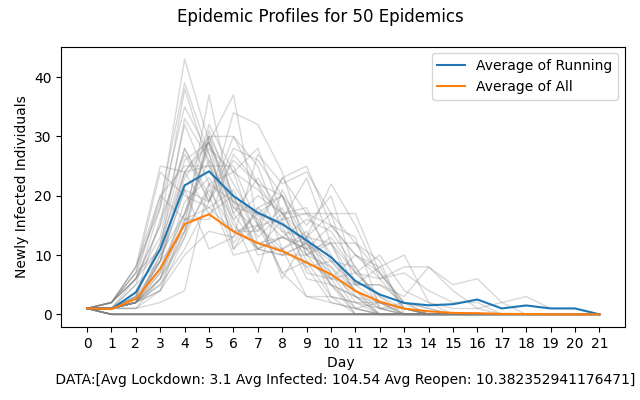 Epidemic Profiles for 50 Epidemics
Average of Running
Average of All
Newly Infected Individuals
40
30
20
10
0
0 1 2 3 4 5 6 7 8 9 10 11 12 13 14 15 16 17 18 19 20 21
Day
DATA:[Avg Lockdown: 3.1 Avg Infected: 104.54 Avg Reopen: 10.382352941176471]